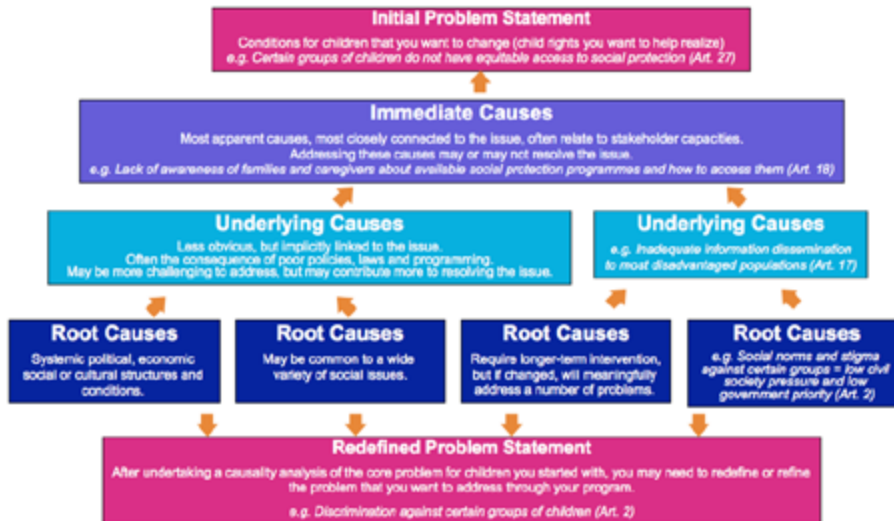 Initial Problem Statement
Conditions for children that you want to change (child rights you want to help realize)
e.g. Certain groups of children do not have equitable access to social protection (Art. 27)
Immediate Causes
Most apparent causes, most closely connected to the issue, often relate to stakeholder capacities.
Addressing these causes may or may not resolve the issue.
e.g. Lack of awareness of families and caregivers about available social protection programmes and how to access them (Art. 18)
Underlying Causes
Less obvious, but implicitly linked to the issue.
Often the consequence of poor policies, laws and programming.
May be more challenging to address, but may contribute more to resolving the issue.
Underlying Causes
e.g. Inadequate information dissemination
to most disadvantaged populations (Art. 17)
Root Causes
Systemic political, economic
social or cultural structures and
conditions.
Root Causes
May be common to a wide
variety of social issues.
Root Causes
Require longer-term intervention,
but if changed, will meaningfully
address a number of problems.
Root Causes
e.g. Social norms and stigma
against certain groups = low civil
society pressure and low
government priority (Art. 2)
Redefined Problem Statement
After undertaking a causality analysis of the core problem for children you started with, you may need to redefine or refine
the problem that you want to address through your program.
e.g. Discrimination against certain groups of children (Art. 2)